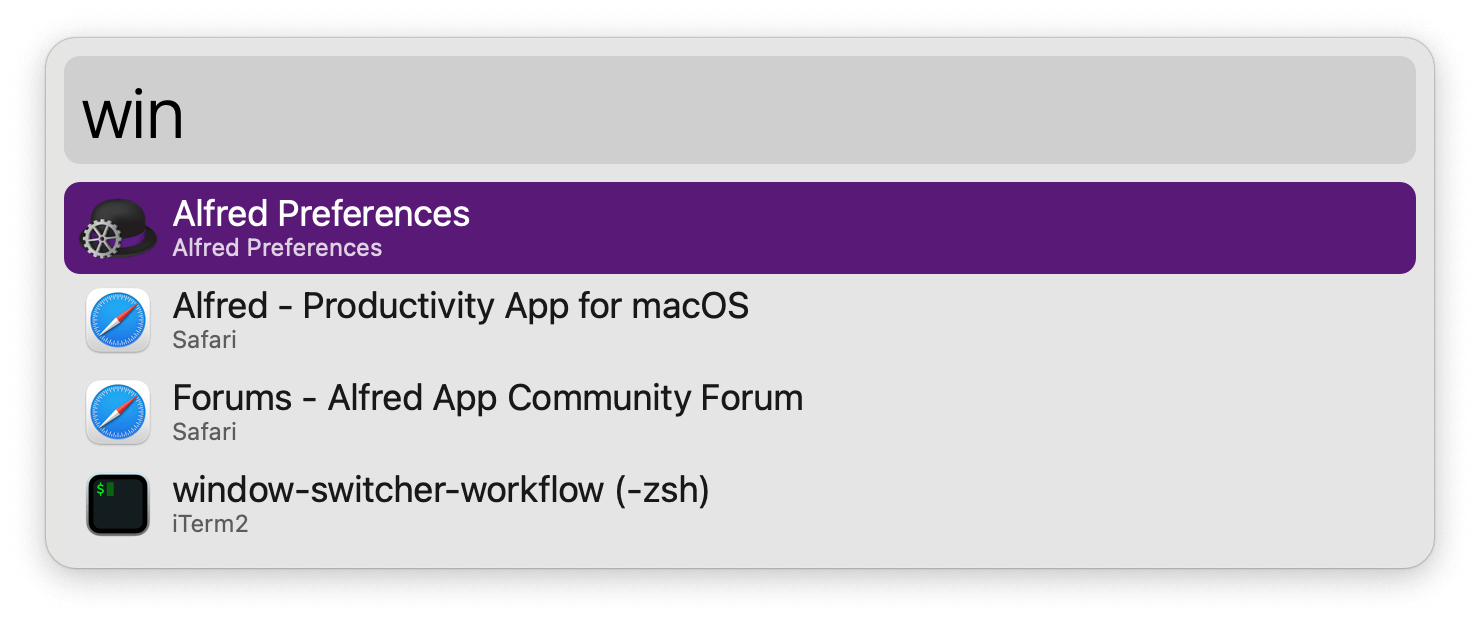 win
Alfred Preferences
Alfred Preferences
Alfred - Productivity App for macOS
Safari
Forums - Alfred App Community Forum
Safari
$
window-switcher-workflow (-zsh)
iTerm2